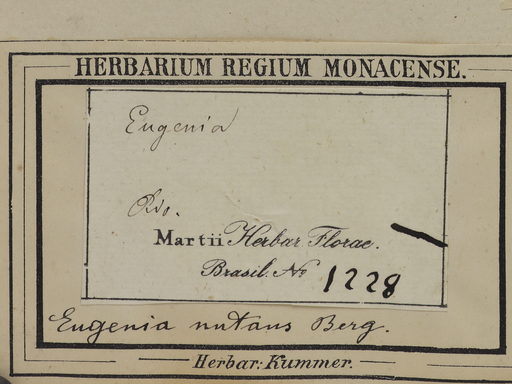 HERBARIUM REGIUM MONACENSE.
Eugenia
Rio.
Martii Herbar Florae.
Brasil. No 1228
Eugenia nutans Berg.
Herbar: Kummer.